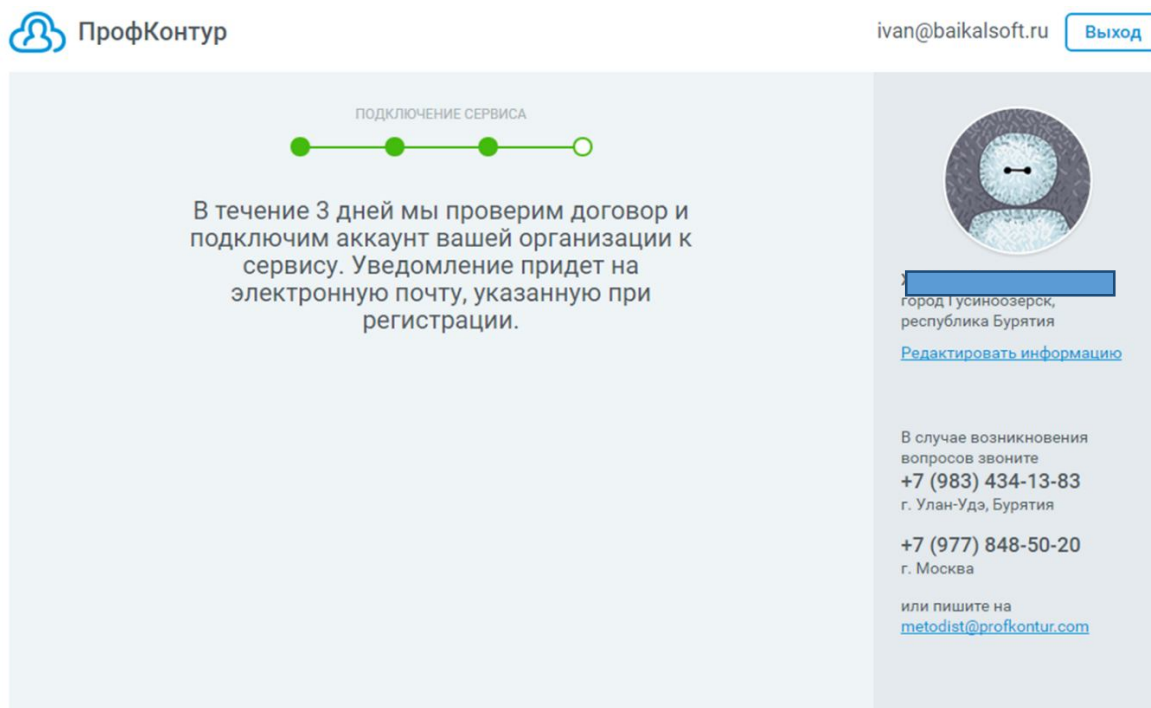 ПрофКонтур
ivan@baikalsoft.ru
Выход
ПОДКЛЮЧЕНИЕ СЕРВИСА
В течение 3 дней мы проверим договор и
подключим аккаунт вашей организации к
сервису. Уведомление придет на
электронную почту, указанную при
регистрации.
город Гусиноозерск,
республика Бурятия
Редактировать информацию
В случае возникновения
вопросов звоните
+7 (983) 434-13-83
г. Улан-Удэ, Бурятия
+7 (977) 848-50-20
г. Москва
или пишите на
metodist@profkontur.com